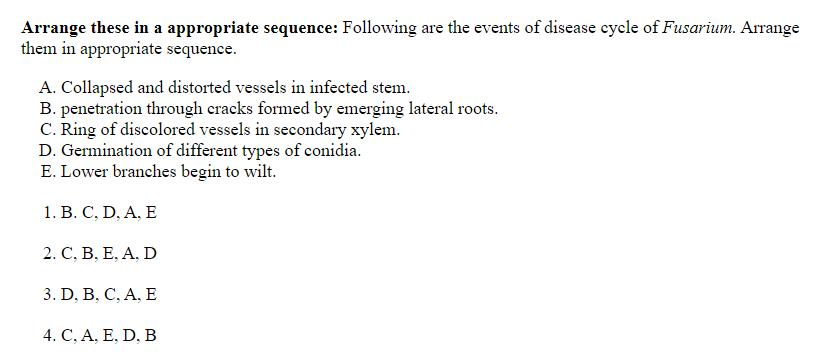 Arrange these in a appropriate sequence: Following are the events of disease cycle of Fusarium. Arrange
them in appropriate sequence.
A. Collapsed and distorted vessels in infected stem.
B. penetration through cracks formed by emerging lateral roots.
C. Ring of discolored vessels in secondary xylem.
D. Germination of different types of conidia.
E. Lower branches begin to wilt.
1. B. C, D, A, E
2. C, B, E, A, D
3. D, B, C, A, E
4. C, A, E, D, B